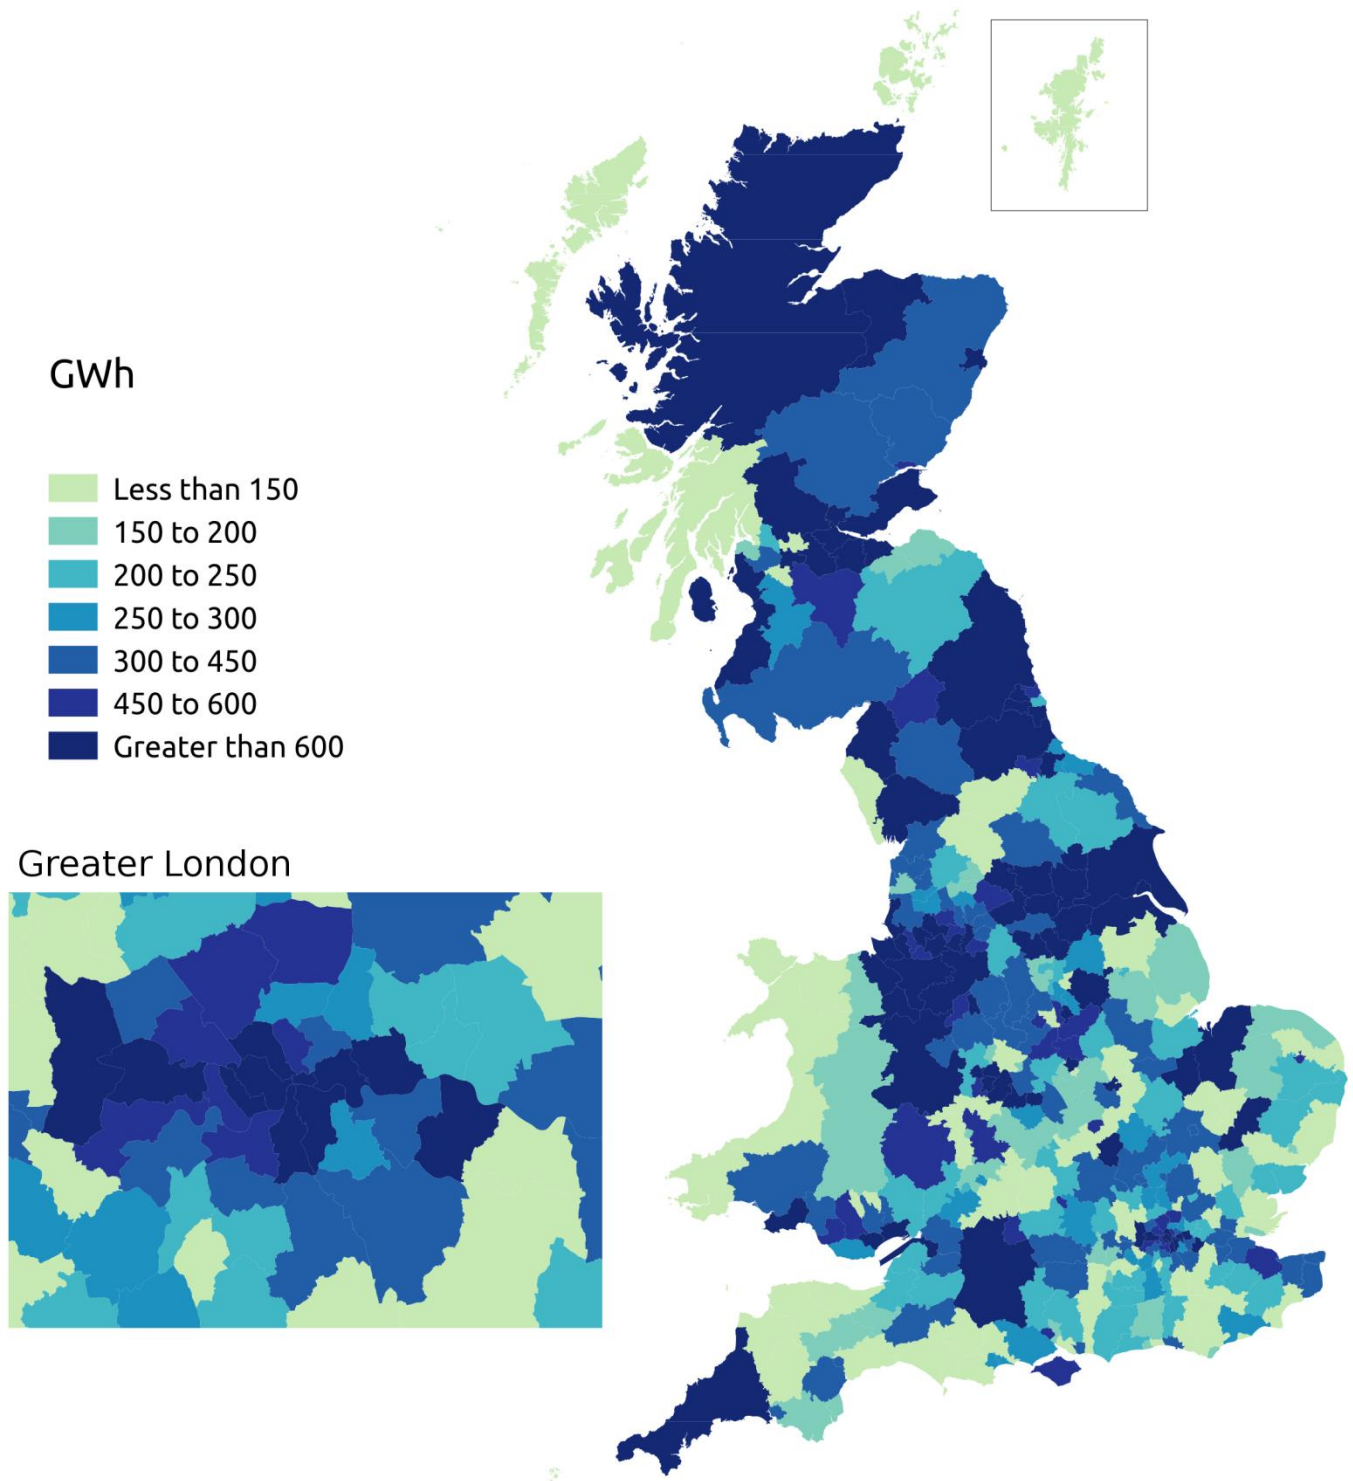 GWh
Less than 150
150 to 200
200 to 250
250 to 300
300 to 450
450 to 600
Greater than 600
Greater London